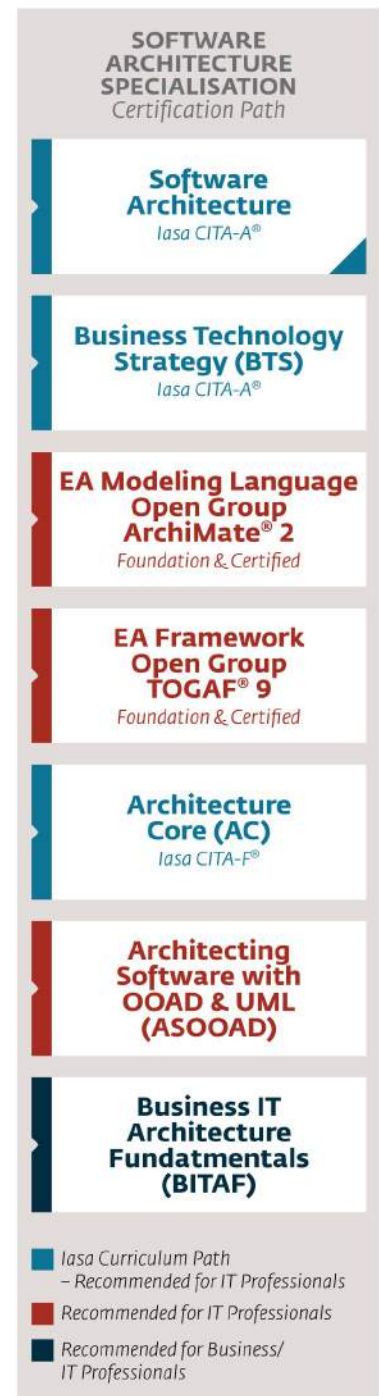 SOFTWARE
ARCHITECTURE
SPECIALISATION
Certification Path
Software
Architecture
Iasa CITA-A®
Business Technology
Strategy (BTS)
Iasa CITA-A®
EA Modeling Language
Open Group
ArchiMate® 2
Foundation & Certified
EA Framework
Open Group
TOGAF® 9
Foundation & Certified
Architecture
Core (AC)
Iasa CITA-F®
Architecting
Software with
OOAD & UML
(ASOOAD)
Business IT
Architecture
Fundatmentals
(BITAF)
Iasa Curriculum Path
– Recommended for IT Professionals
Recommended for IT Professionals
Recommended for Business/
IT Professionals